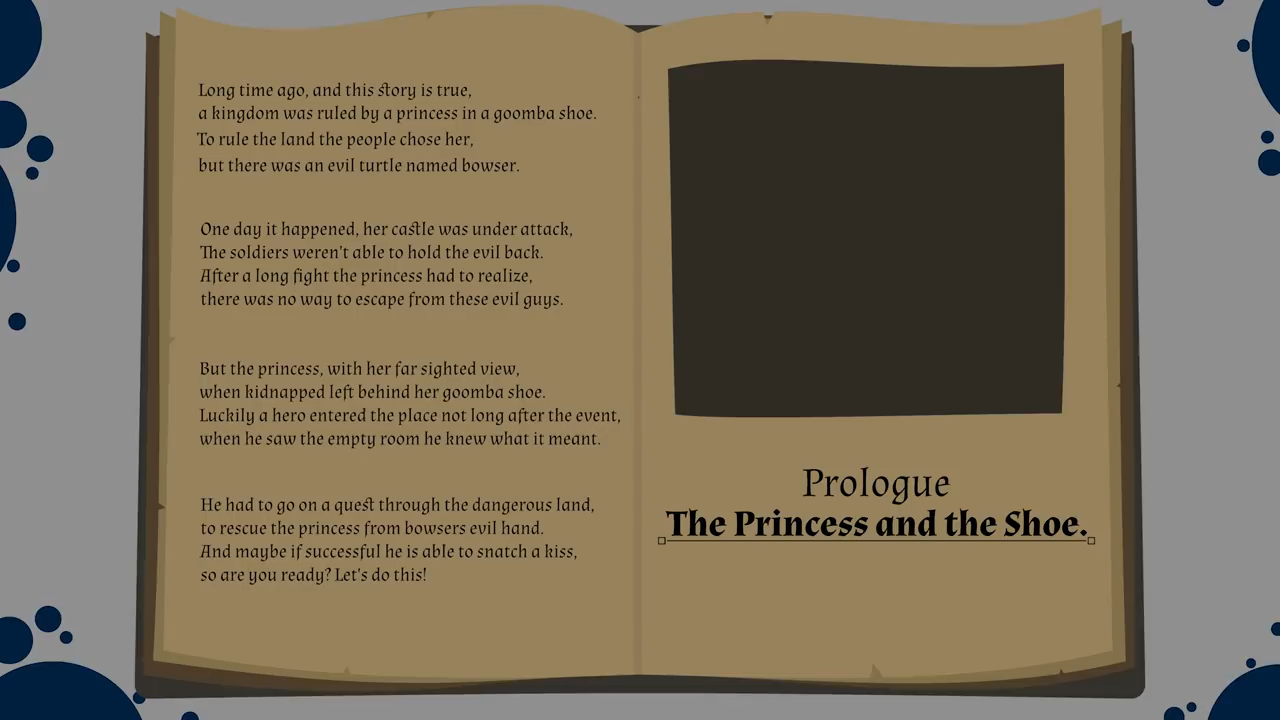 Long time ago, and this story is true,
a kingdom was ruled by a princess in a goomba shoe.
To rule the land the people chose her,
but there was an evil turtle named bowser.
One day it happened, her castle was under attack,
The soldiers weren't able to hold the evil back.
After a long fight the princess had to realize,
there was no way to escape from these evil guys.
But the princess, with her far sighted view,
when kidnapped left behind her goomba shoe.
Luckily a hero entered the place not long after the event,
when he saw the empty room he knew what it meant.
He had to go on a quest through the dangerous land,
to rescue the princess from bowsers evil hand.
And maybe if successful he is able to snatch a kiss,
so are you ready? Let's do this!
Prologue
The Princess and the Shoe.